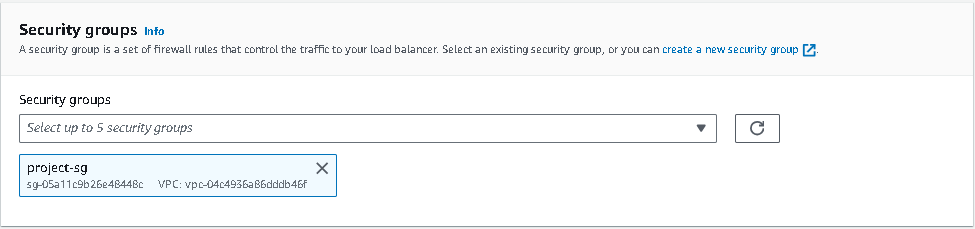 Security groups Info
A security group is a set of firewall rules that control the traffic to your load balancer. Select an existing security group, or you can create a new security group.
Security groups
Select up to 5 security groups
project-sg
sg-05a11c9b26e48448c VPC: vpc-04c4936a86dddb46f